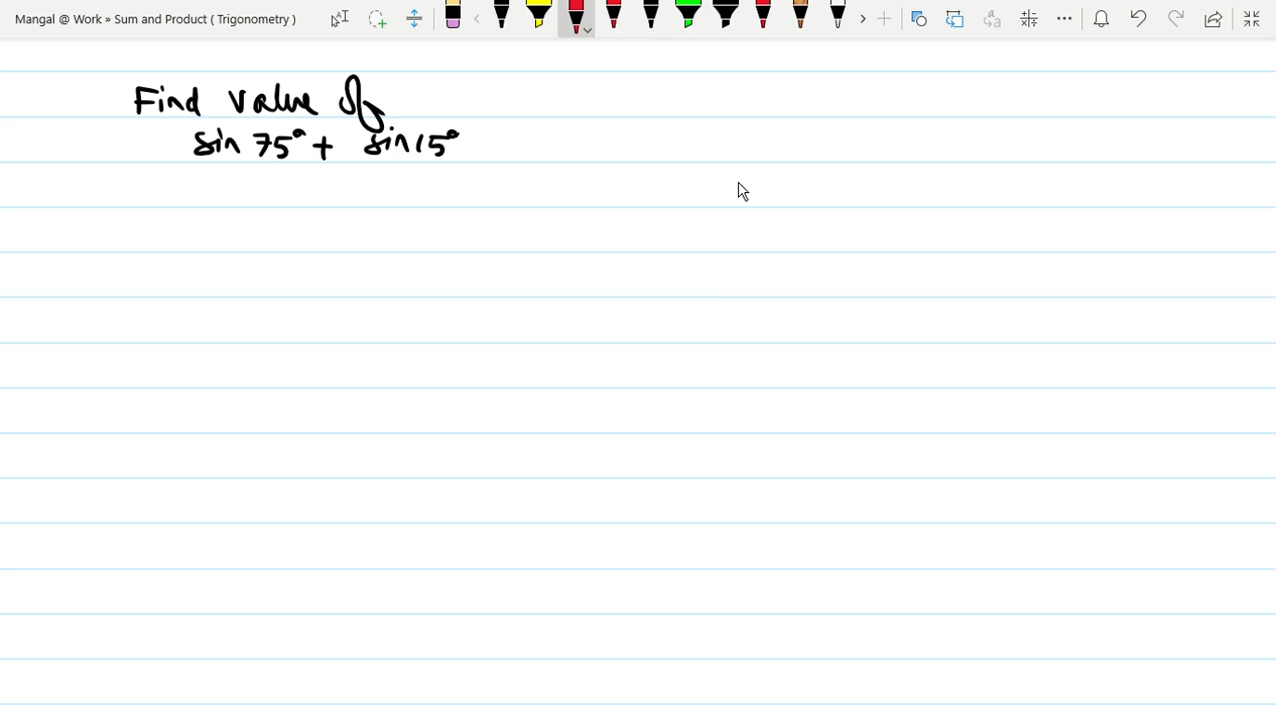 Mangal @ Work » Sum and Product ( Trigonometry )
Find value of
sin 75° + sin 15°